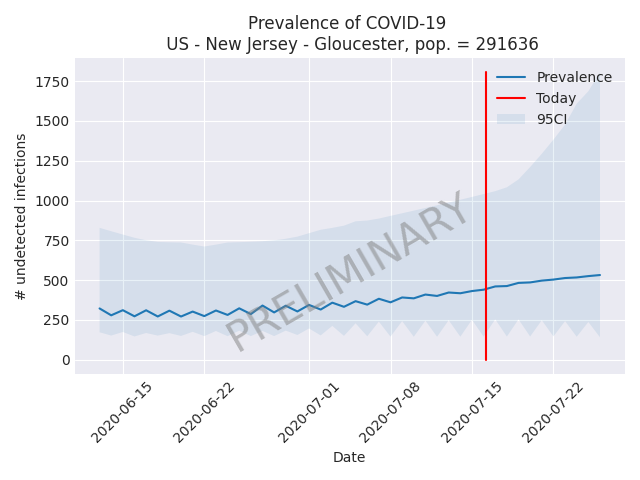 Prevalence of COVID-19
US - New Jersey - Gloucester, pop. = 291636
Prevalence
Today
95CI
# undetected infections
1750
1500
1250
1000
750
500
250
0
PRELIMINARY
2020-06-15
2020-06-22
2020-07-01
2020-07-08
2020-07-15
2020-07-22
Date